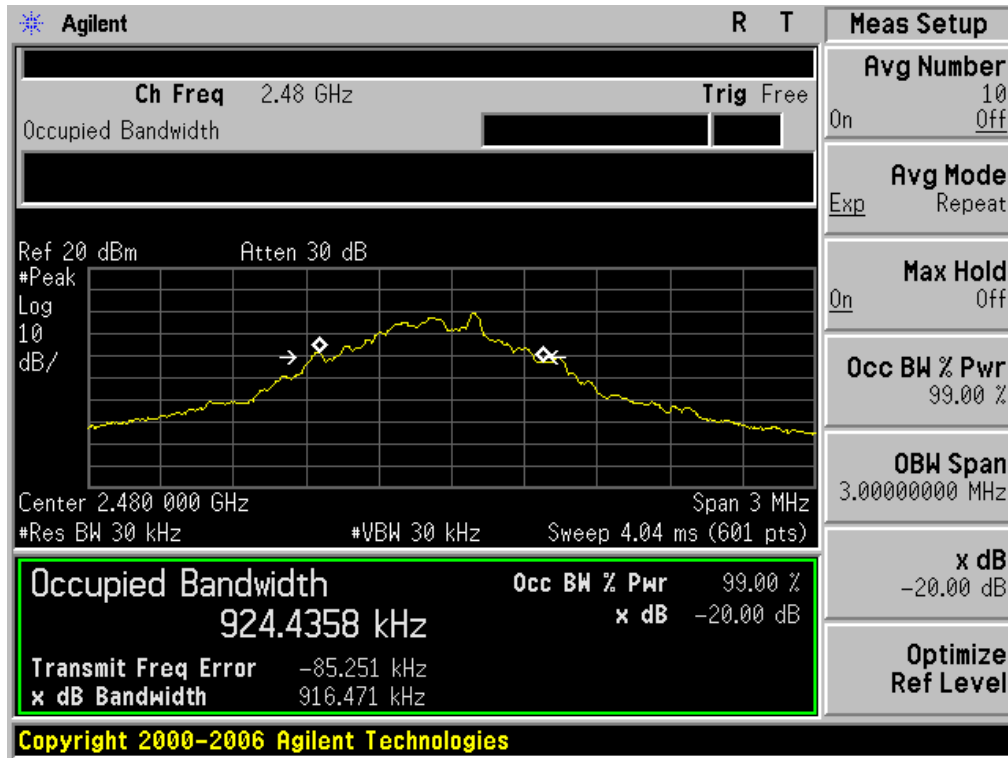 Agilent R T
Ch Freq 2.48 GHz Trig Free
Occupied Bandwidth
Ref 20 dBm Atten 30 dB
#Peak
Log
10
dB/
Center 2.480 000 GHz Span 3 MHz
#Res BW 30 kHz #VBW 30 kHz Sweep 4.04 ms (601 pts)
Occupied Bandwidth
924.4358 kHz
Occ BW % Pwr 99.00 %
x dB -20.00 dB
Transmit Freq Error -85.251 kHz
x dB Bandwidth 916.471 kHz
Copyright 2000-2006 Agilent Technologies
Meas Setup
Avg Number
10
On Off
Avg Mode
Exp Repeat
Max Hold
On Off
Occ BW % Pwr
99.00 %
OBW Span
3.00000000 MHz
x dB
-20.00 dB
Optimize
Ref Level